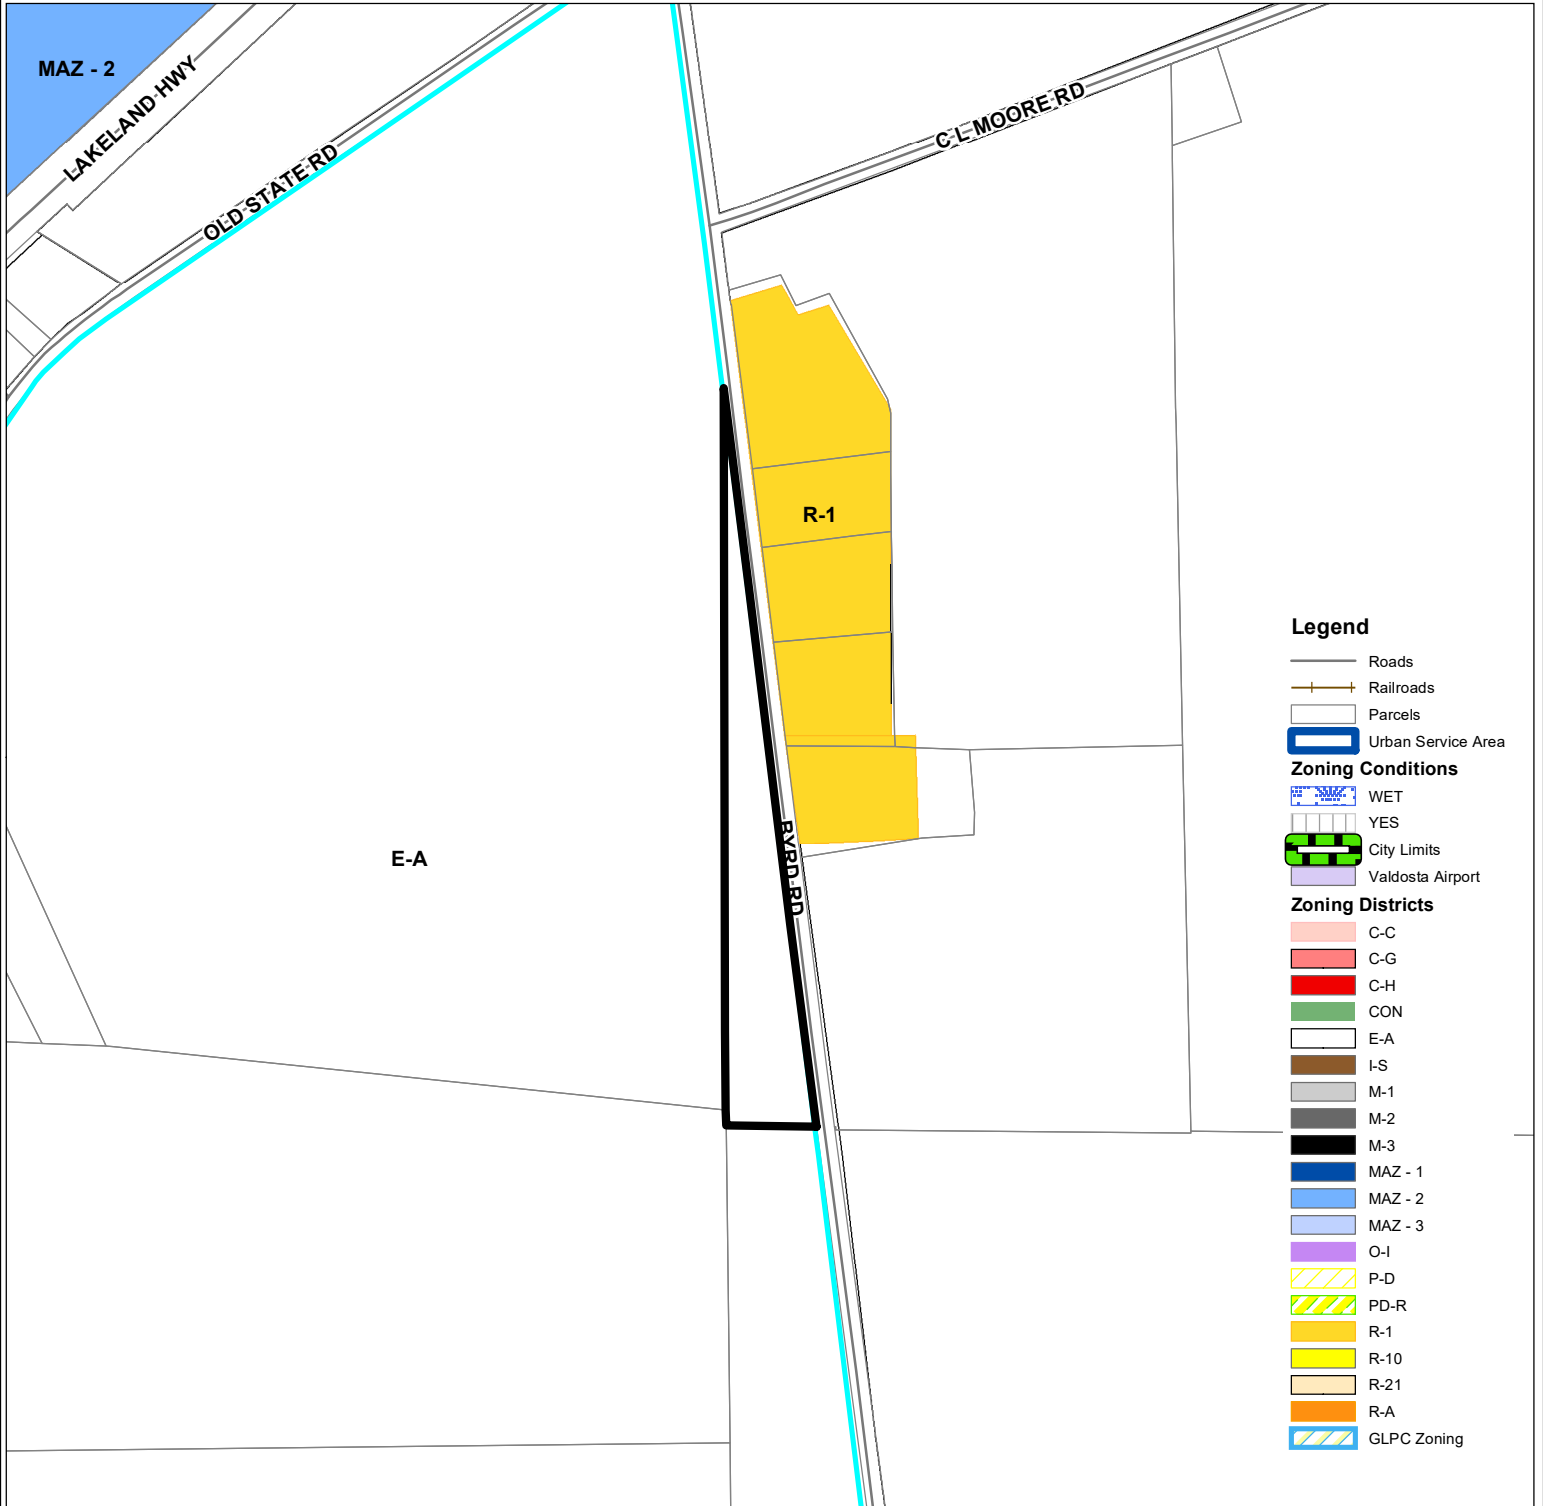 MAZ - 2
LAKELAND HWY
OLD STATE RD
C L MOORE RD
R-1
BYRD RD
E-A
Legend
Roads
Railroads
Parcels
Urban Service Area
Zoning Conditions
WET
YES
City Limits
Valdosta Airport
Zoning Districts
C-C
C-G
C-H
CON
E-A
I-S
M-1
M-2
M-3
MAZ - 1
MAZ - 2
MAZ - 3
O-I
P-D
PD-R
R-1
R-10
R-21
R-A
GLPC Zoning